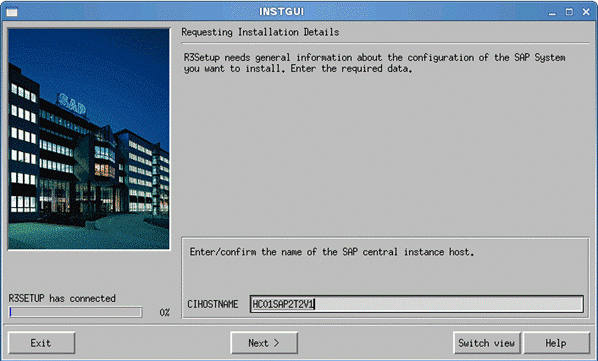 INSTGUI
Requesting Installation Details
R3Setup needs general information about the configuration of the SAP System
you want to install. Enter the required data.
SAP
Enter/confirm the name of the SAP central instance host.
CIHOSTNAME HC01SAP2T2V1
R3SETUP has connected
0%
Exit
Next >
Switch view
Help